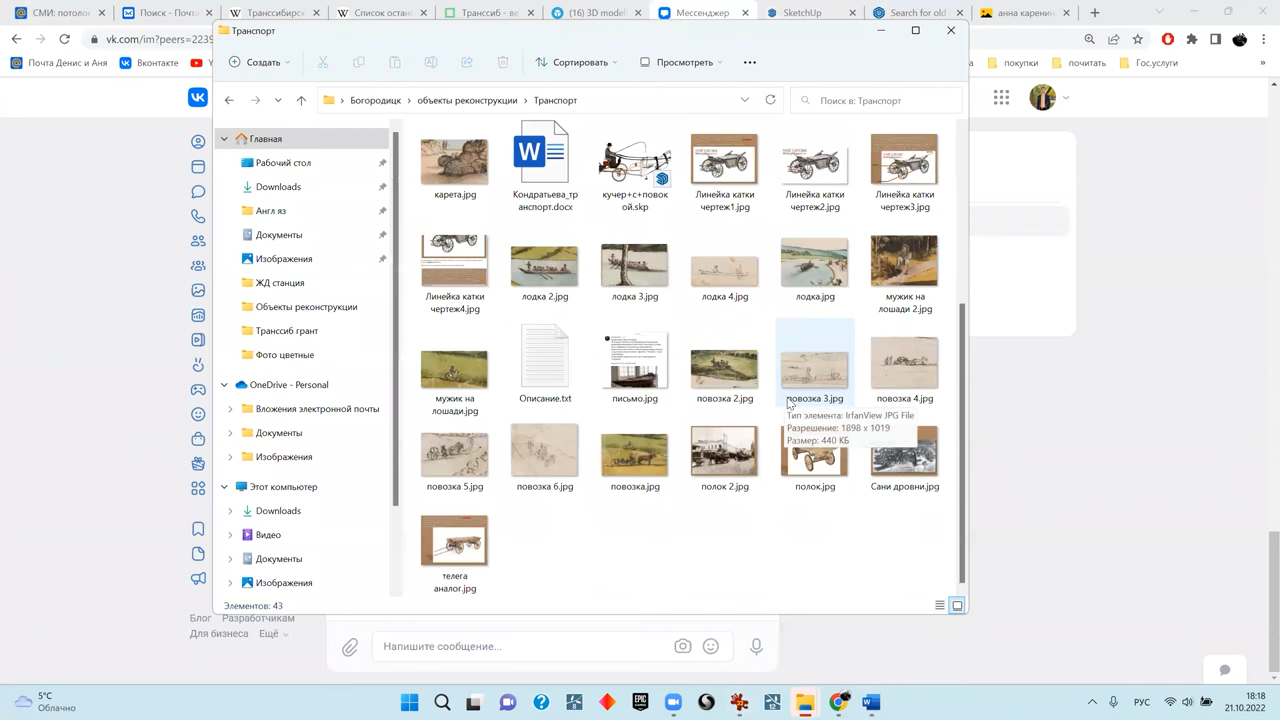 СМИ: потом
Поиск - По
Транссибирск
Список остано
Транссиб - ве
(16) 3D model
Мессенджер
SketchUp
Search for old
анна каренин
Транспорт
vk.com/im?peers=2239
Создать
Сортировать
Просмотреть
Почта Денис и Аня
Вконтакте
покупки
почитать
Гос.услуги
Богородицк
объекты реконструкции
Транспорт
Поиск в: Транспорт
Главная
Рабочий стол
Downloads
Англ яз
Документы
Изображения
ЖД станция
Объекты реконструкции
Транссиб грант
Фото цветные
OneDrive - Personal
Вложения электронной почты
Документы
Изображения
Этот компьютер
Downloads
Видео
Документы
Изображения
карета.jpg
Кондратьева_тр
анспорт.docx
кучер+с+повозк
ой.skp
Линейка катки
чертеж1.jpg
Линейка катки
чертеж2.jpg
Линейка катки
чертеж3.jpg
Линейка катки
чертеж4.jpg
лодка 2.jpg
лодка 3.jpg
лодка 4.jpg
лодка.jpg
мужик на
лошади 2.jpg
мужик на
лошади.jpg
Описание.txt
письмо.jpg
повозка 2.jpg
повозка 3.jpg
повозка 4.jpg
Тип элемента: IrfanView JPG File
Разрешение: 1898 x 1019
Размер: 440 КБ
повозка 5.jpg
повозка 6.jpg
повозка.jpg
полок 2.jpg
полок.jpg
Сани дровни.jpg
телега
аналог.jpg
Элементов: 43
Блог
Разработчикам
Для бизнеса
Ещё
Напишите сообщение...
5°C
Облачно
РУС
18:18
21.10.2022